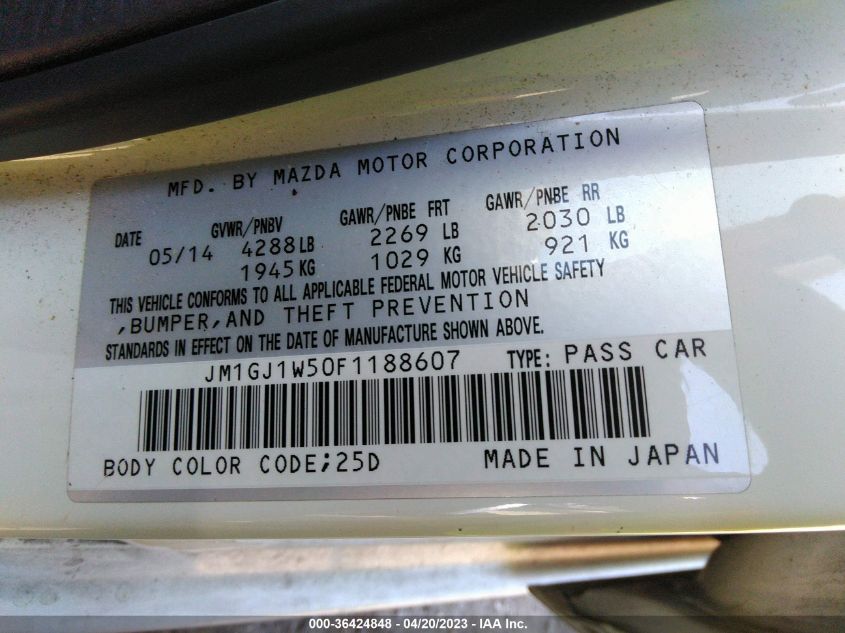 MFD. BY MAZDA MOTOR CORPORATION
DATE GVWR/PNBV GAWR/PNBE FRT GAWR/PNBE RR
05/14 4288LB 2269 LB 2030 LB
1945KG 1029 KG 921 KG
THIS VEHICLE CONFORMS TO ALL APPLICABLE FEDERAL MOTOR VEHICLE SAFETY
,BUMPER,AND THEFT PREVENTION
STANDARDS IN EFFECT ON THE DATE OF MANUFACTURE SHOWN ABOVE.
JM1GJ1W50F1188607 TYPE: PASS CAR
BODY COLOR CODE;25D MADE IN JAPAN
000-36424848 - 04/20/2023 - IAA Inc.